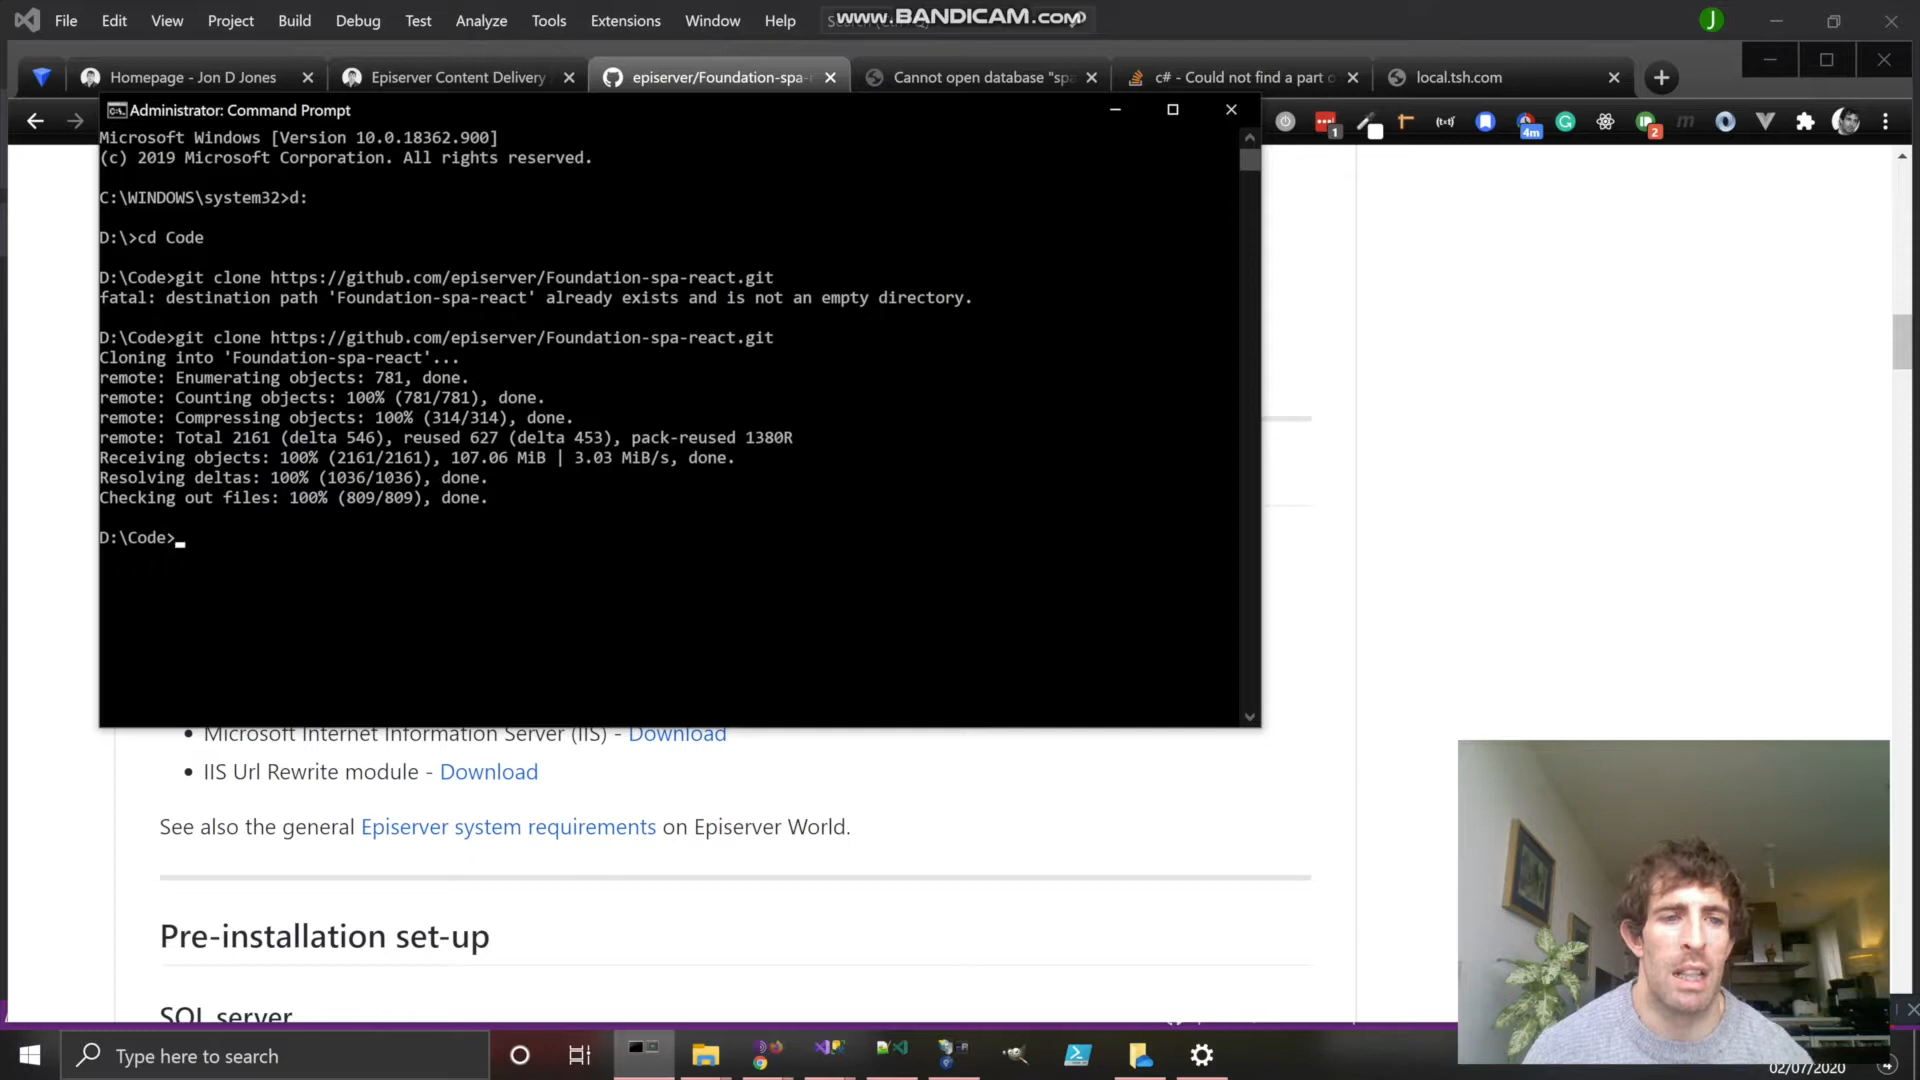 File Edit View Project Build Debug Test Analyze Tools Extensions Window Help
www.BANDICAM.com
J
Homepage - Jon D Jones
Episerver Content Delivery
episerver/Foundation-spa-
Cannot open database "spa
c# - Could not find a part o
local.tsh.com
Administrator: Command Prompt
1
4m
2
Microsoft Windows [Version 10.0.18362.900]
(c) 2019 Microsoft Corporation. All rights reserved.
C:\WINDOWS\system32>d:
D:\>cd Code
D:\Code>git clone https://github.com/episerver/Foundation-spa-react.git
fatal: destination path 'Foundation-spa-react' already exists and is not an empty directory.
D:\Code>git clone https://github.com/episerver/Foundation-spa-react.git
Cloning into 'Foundation-spa-react'...
remote: Enumerating objects: 781, done.
remote: Counting objects: 100% (781/781), done.
remote: Compressing objects: 100% (314/314), done.
remote: Total 2161 (delta 546), reused 627 (delta 453), pack-reused 1380R
Receiving objects: 100% (2161/2161), 107.06 MiB | 3.03 MiB/s, done.
Resolving deltas: 100% (1036/1036), done.
Checking out files: 100% (809/809), done.
D:\Code>
Microsoft Internet Information Server (IIS) - Download
IIS Url Rewrite module - Download
See also the general Episerver system requirements on Episerver World.
Pre-installation set-up
SQL server
Type here to search
02/07/2020
4